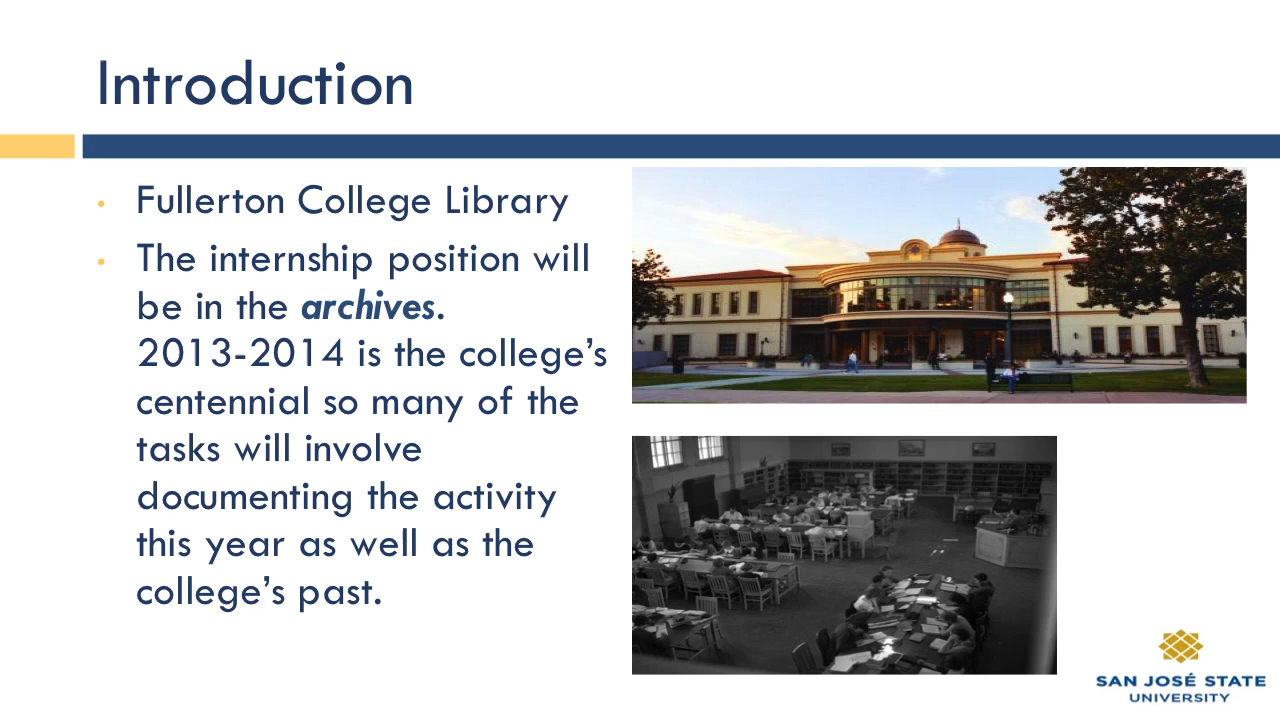 Introduction
• Fullerton College Library
• The internship position will
be in the archives.
2013-2014 is the college’s
centennial so many of the
tasks will involve
documenting the activity
this year as well as the
college’s past.
SAN JOSÉ STATE
UNIVERSITY